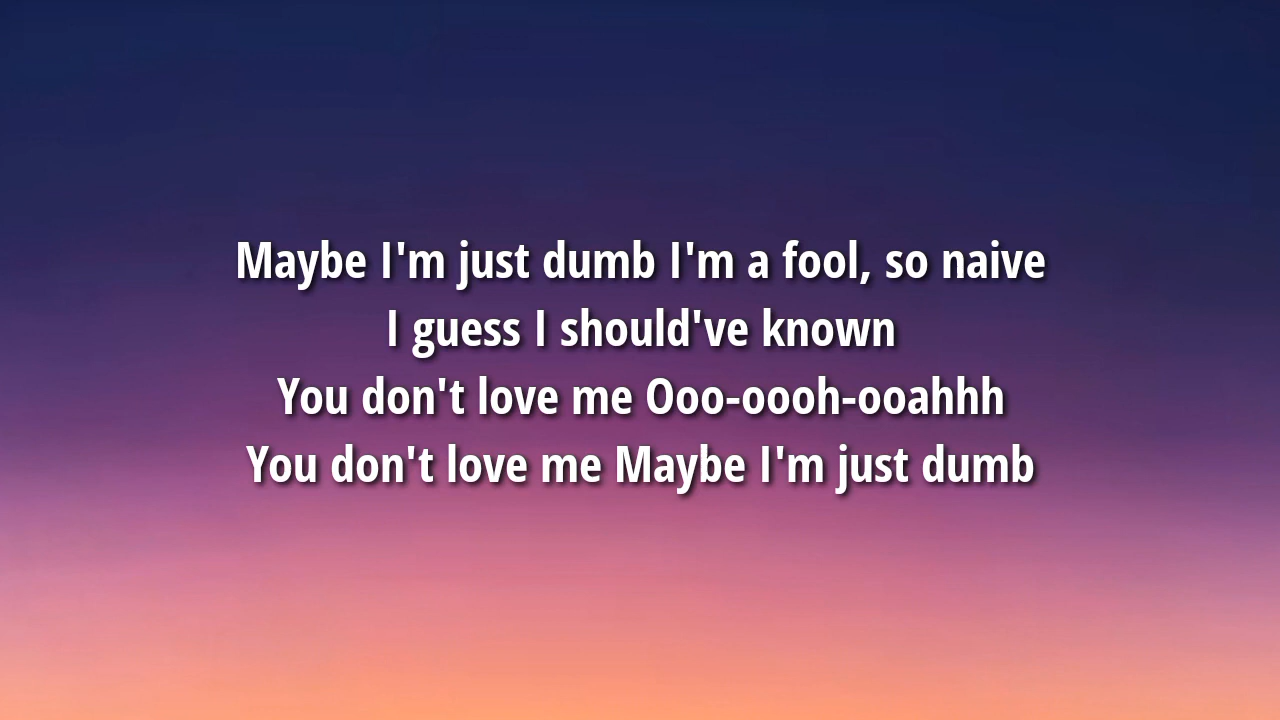 Maybe I'm just dumb I'm a fool, so naive
I guess I should've known
You don't love me Ooo-oooh-ooahhh
You don't love me Maybe I'm just dumb